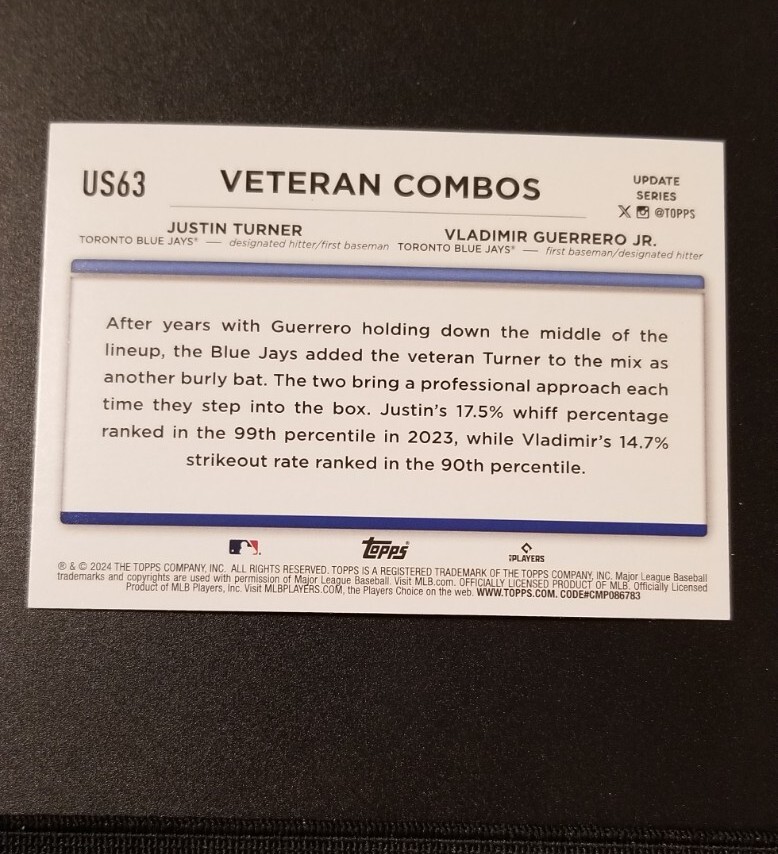 US63
VETERAN COMBOS
UPDATE
SERIES
@TOPPS
JUSTIN TURNER
TORONTO BLUE JAYS® — designated hitter/first baseman
VLADIMIR GUERRERO JR.
TORONTO BLUE JAYS® — first baseman/designated hitter
After years with Guerrero holding down the middle of the
lineup, the Blue Jays added the veteran Turner to the mix as
another burly bat. The two bring a professional approach each
time they step into the box. Justin's 17.5% whiff percentage
ranked in the 99th percentile in 2023, while Vladimir's 14.7%
strikeout rate ranked in the 90th percentile.
Topps®
PLAYERS
® & © 2024 THE TOPPS COMPANY, INC. ALL RIGHTS RESERVED. TOPPS IS A REGISTERED TRADEMARK OF THE TOPPS COMPANY, INC. Major League Baseball
trademarks and copyrights are used with permission of Major League Baseball. Visit MLB.com. OFFICIALLY LICENSED PRODUCT OF MLB. Officially Licensed
Product of MLB Players, Inc. Visit MLBPLAYERS.COM, the Players Choice on the web. WWW.TOPPS.COM. CODE#CMP086783